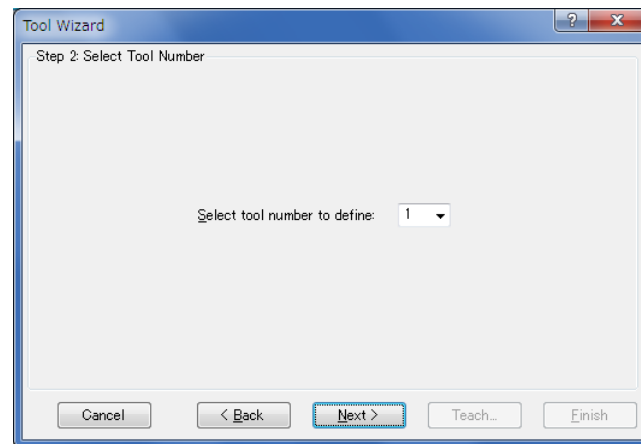 Tool Wizard
?
X
Step 2: Select Tool Number
Select tool number to define: 1
Cancel < Back Next > Teach... Finish